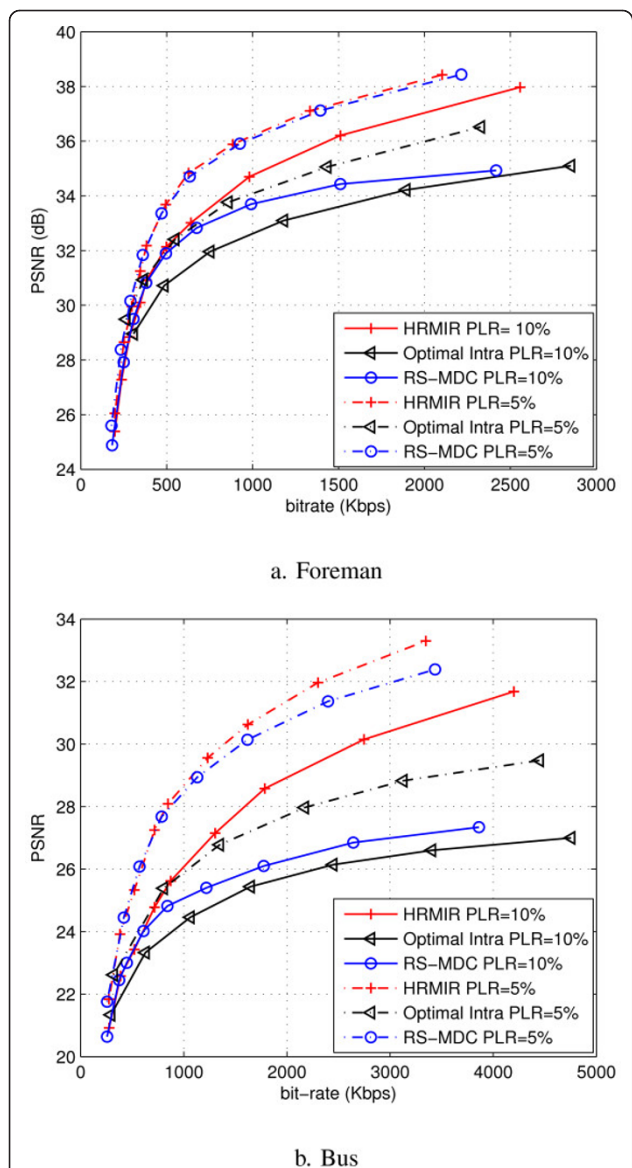 40
38
36
34
32
30
28
26
24
PSNR (dB)
HRMIR PLR= 10%
Optimal Intra PLR=10%
RS−MDC PLR=10%
HRMIR PLR=5%
Optimal Intra PLR=5%
RS−MDC PLR=5%
0 500 1000 1500 2000 2500 3000
bitrate (Kbps)
a. Foreman
34
32
30
28
26
24
22
20
PSNR
HRMIR PLR=10%
Optimal Intra PLR=10%
RS−MDC PLR=10%
HRMIR PLR=5%
Optimal Intra PLR=5%
RS−MDC PLR=5%
0 1000 2000 3000 4000 5000
bit−rate (Kbps)
b. Bus